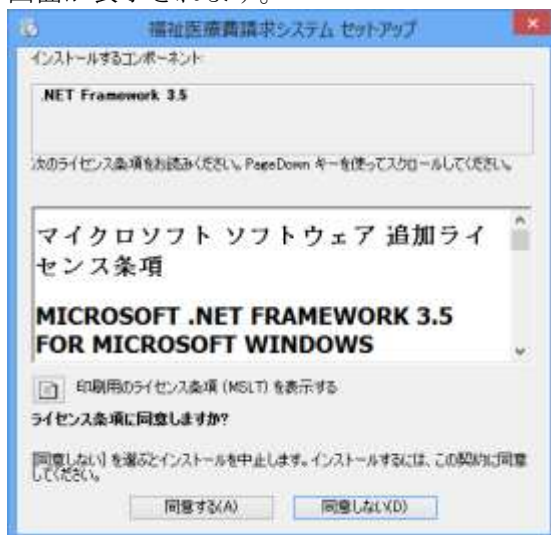 画面が表示されます。
福祉医療費請求システム セットアップ
インストールするコンポーネント:
.NET Framework 3.5
次のライセンス条項をお読みください。PageDown キーを使ってスクロールしてください。
マイクロソフト ソフトウェア 追加ライ
センス条項
MICROSOFT .NET FRAMEWORK 3.5
FOR MICROSOFT WINDOWS
印刷用のライセンス条項 (MSLT) を表示する
ライセンス条項に同意しますか?
[同意しない] を選ぶとインストールを中止します。インストールするには、この契約に同意
してください。
同意する(A)
同意しない(D)